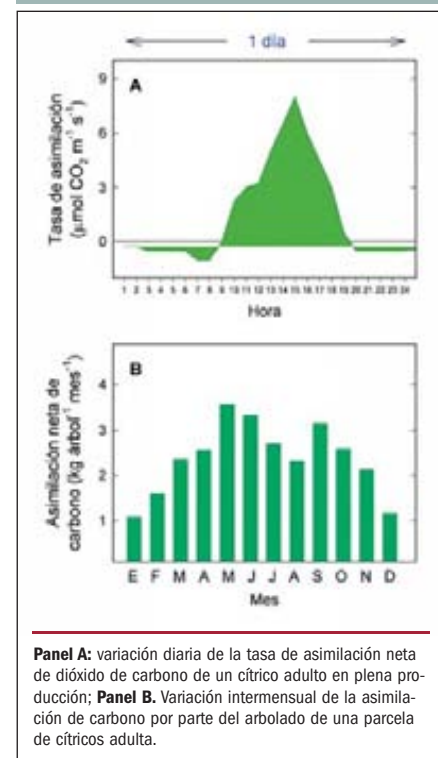 1 día
A
Tasa de asimilación
(μmol CO₂ m⁻¹ s⁻¹)
9
6
3
0
1 2 3 4 5 6 7 8 9 10 11 12 13 14 15 16 17 18 19 20 21 22 23 24
Hora
B
Asimilación neta de
carbono (kg árbol⁻¹ mes⁻¹)
4
3
2
1
E F M A M J J A S O N D
Mes
Panel A: variación diaria de la tasa de asimilación neta
de dióxido de carbono de un cítrico adulto en plena pro-
ducción; Panel B. Variación intermensual de la asimila-
ción de carbono por parte del arbolado de una parcela
de cítricos adulta.